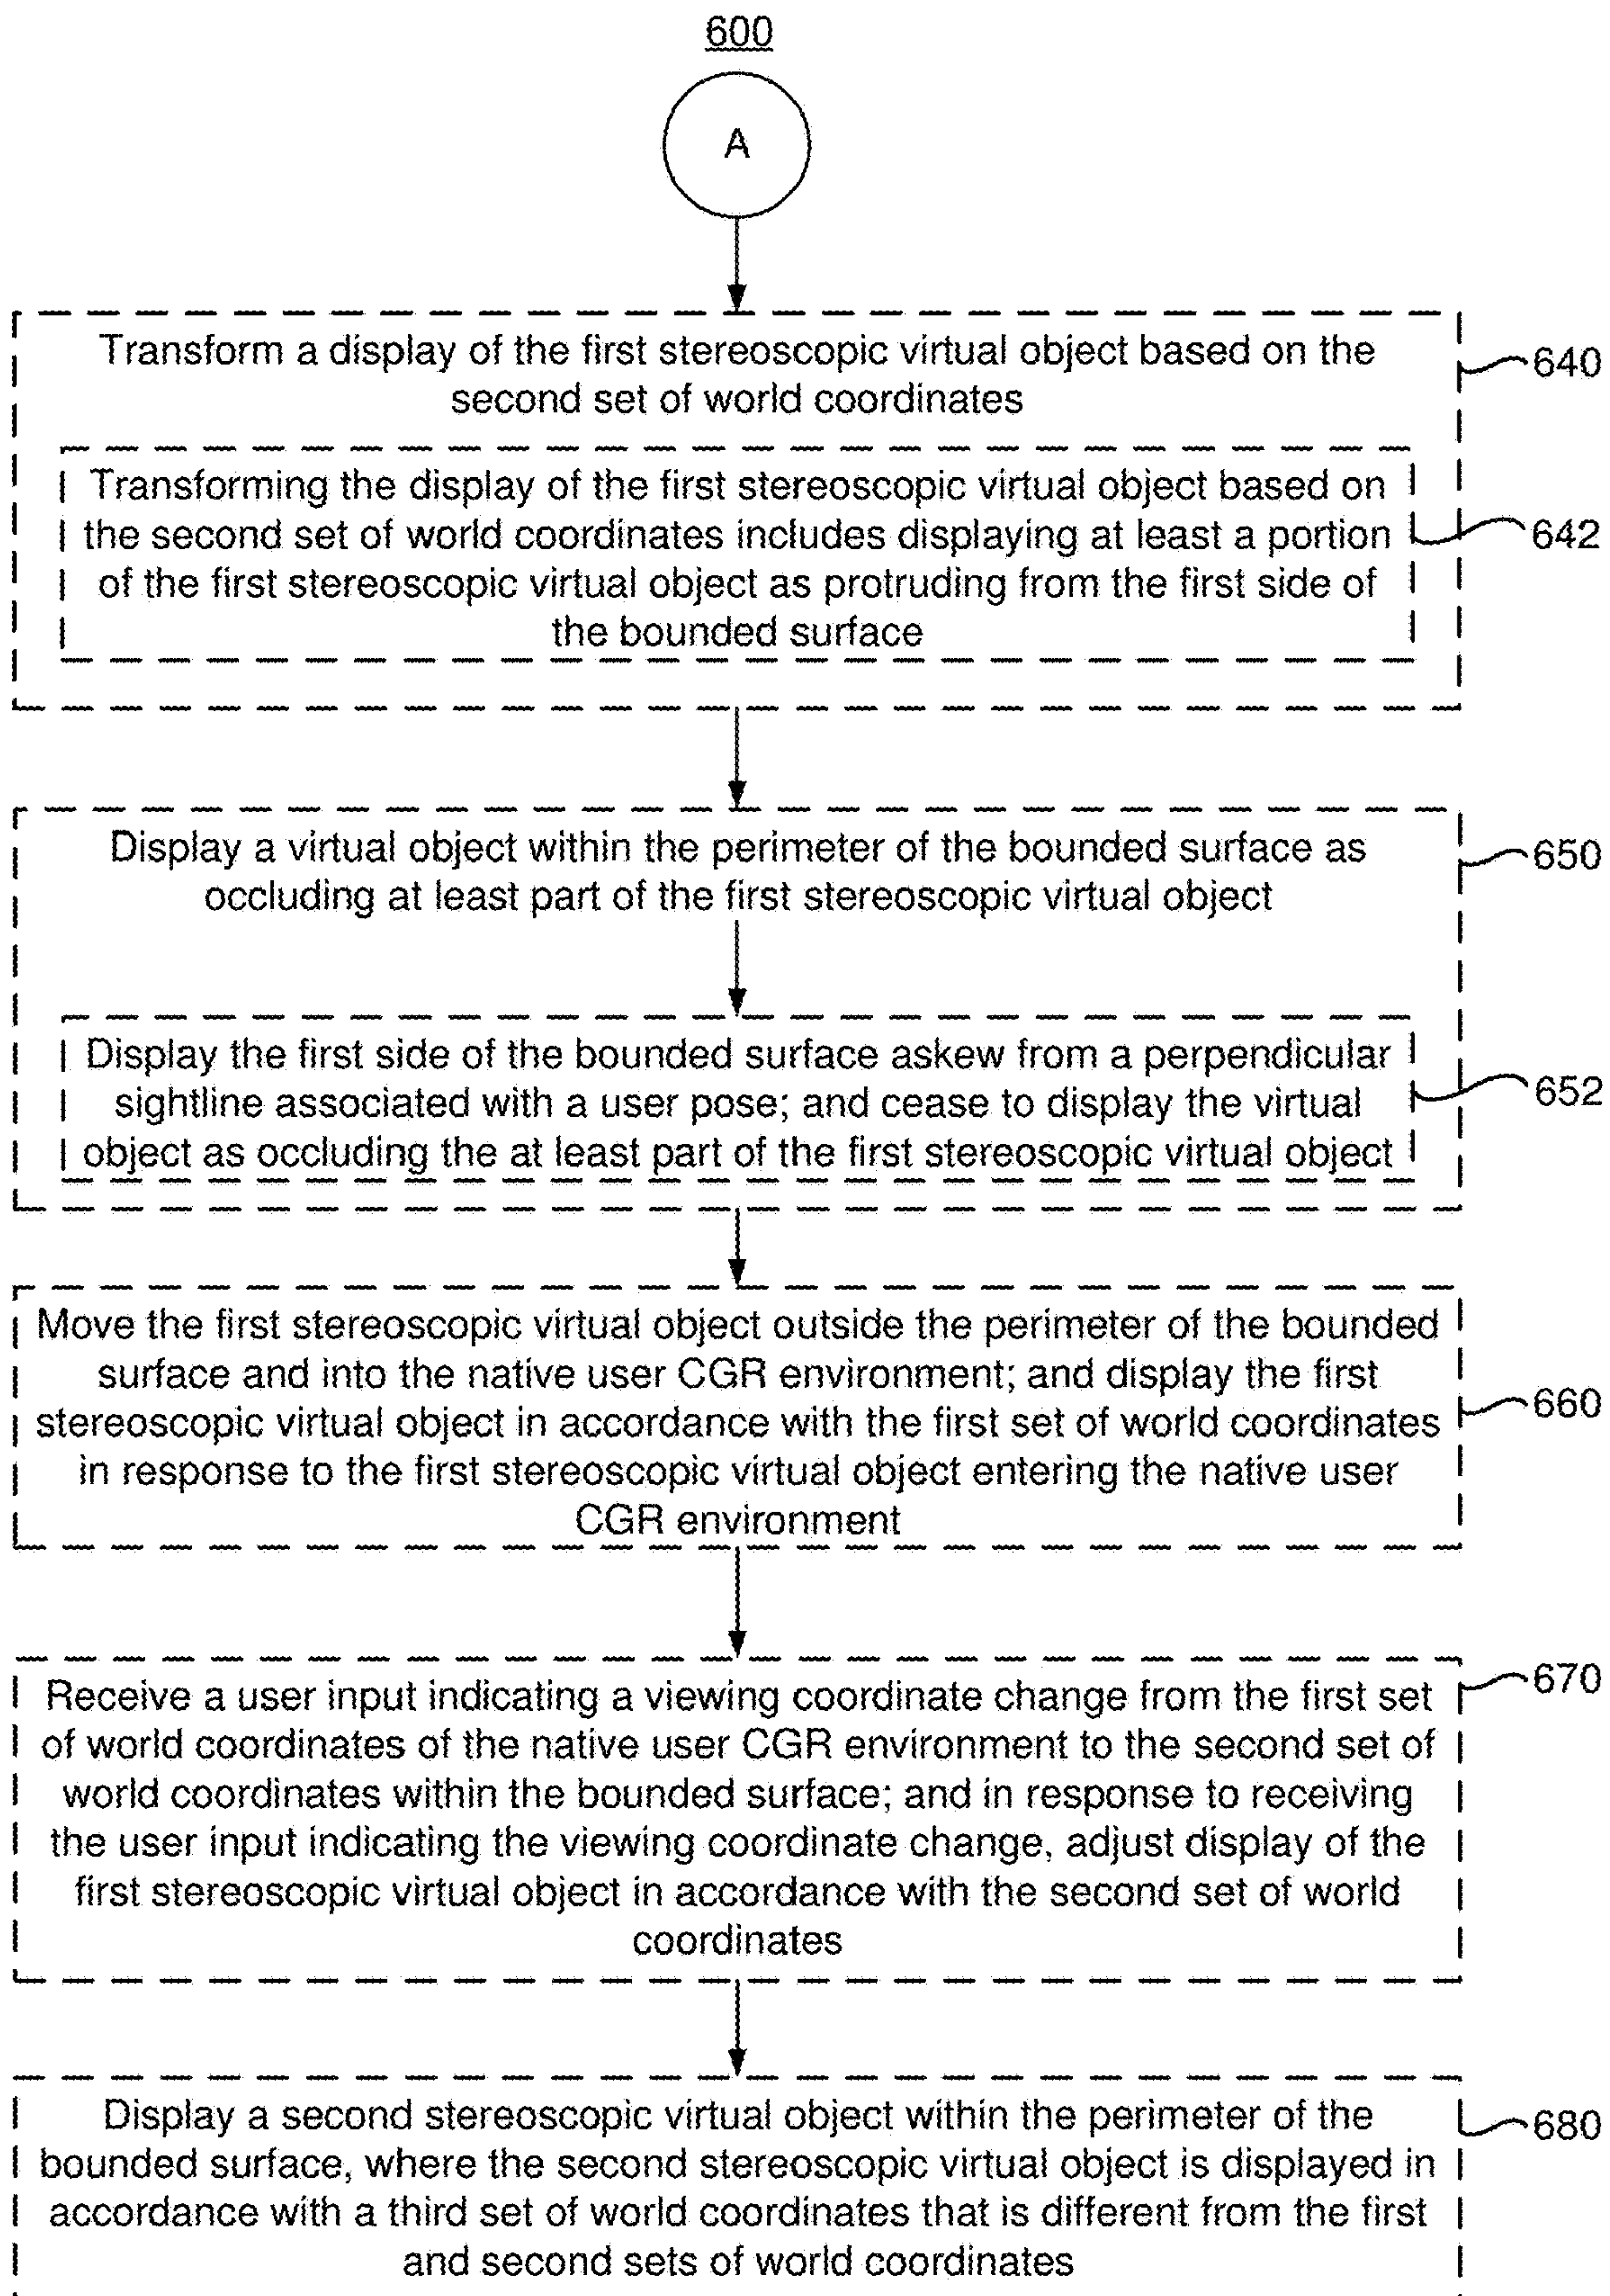 600
A
Transform a display of the first stereoscopic virtual object based on the
second set of world coordinates
640
Transforming the display of the first stereoscopic virtual object based on
the second set of world coordinates includes displaying at least a portion
of the first stereoscopic virtual object as protruding from the first side of
the bounded surface
642
Display a virtual object within the perimeter of the bounded surface as
occluding at least part of the first stereoscopic virtual object
650
Display the first side of the bounded surface askew from a perpendicular
sightline associated with a user pose; and cease to display the virtual
object as occluding the at least part of the first stereoscopic virtual object
652
Move the first stereoscopic virtual object outside the perimeter of the bounded
surface and into the native user CGR environment; and display the first
stereoscopic virtual object in accordance with the first set of world coordinates
in response to the first stereoscopic virtual object entering the native user
CGR environment
660
Receive a user input indicating a viewing coordinate change from the first set
of world coordinates of the native user CGR environment to the second set of
world coordinates within the bounded surface; and in response to receiving
the user input indicating the viewing coordinate change, adjust display of the
first stereoscopic virtual object in accordance with the second set of world
coordinates
670
Display a second stereoscopic virtual object within the perimeter of the
bounded surface, where the second stereoscopic virtual object is displayed in
accordance with a third set of world coordinates that is different from the first
and second sets of world coordinates
680